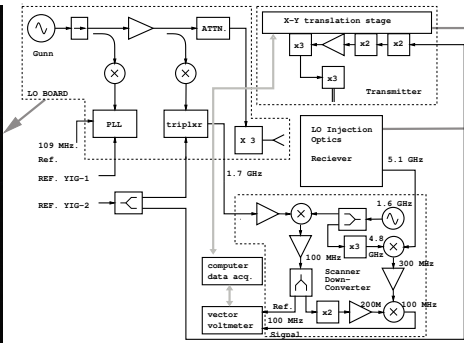 X-Y translation stage
ATTN.
x3
x2
x2
Gunn
x3
Transmitter
LO BOARD
PLL
triplxr
LO Injection
Optics
Reciever
109 MHz.
Ref.
X 3
5.1 GHz
REF. YIG-1
1.7 GHz
REF. YIG-2
1.6 GHz
x3
4.8
GHz
100 MHz
300 MHz
computer
data acq.
Scanner
Down-
Converter
Ref.
100 MHz
x2
200M
100 MHz
vector
voltmeter
Signal